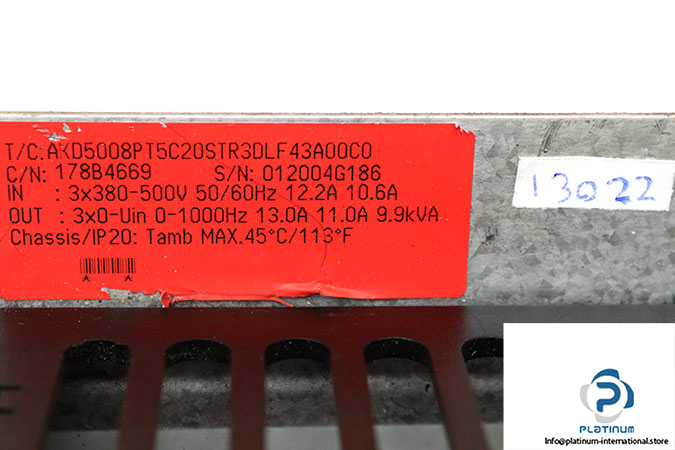 T/C: AKD5008PT5C20STR3DLF43A00C0
C/N: 178B4669 S/N: 012004G186
IN : 3x380-500V 50/60Hz 12.2A 10.6A
OUT : 3x0-Uin 0-1000Hz 13.0A 11.0A 9.9kVA
Chassis/IP20: Tamb MAX.45°C/113°F
A A
13022
PLATINUM
Info@platinum-international.store